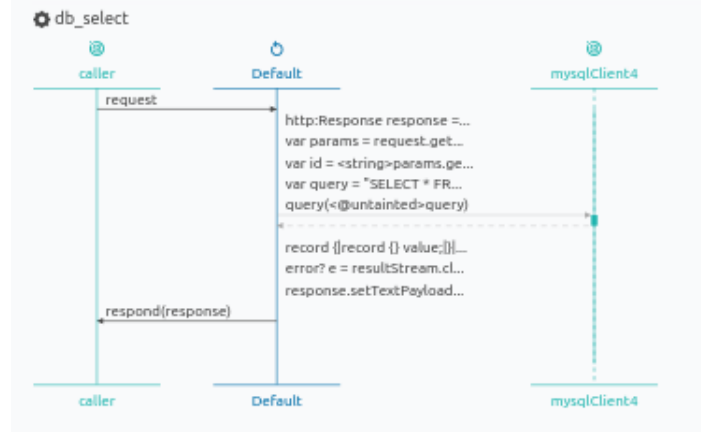 db_select
caller
Default
mysqlClient4
request
http:Response response =...
var params = request.get...
var id = <string>params.ge...
var query = "SELECT * FR...
query(<@untainted>query)
record {|record {} value;|}|...
error? e = resultStream.cl...
response.setTextPayload...
respond(response)
caller
Default
mysqlClient4